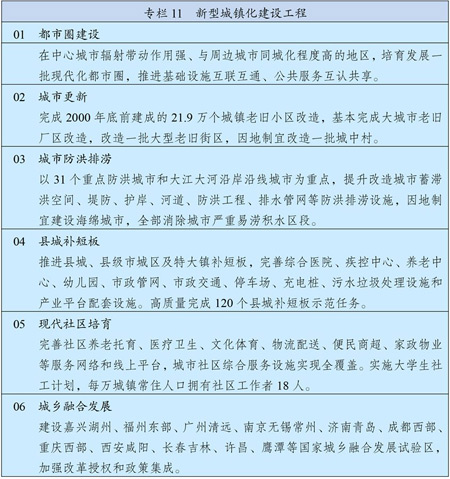 专栏 11 新型城镇化建设工程
01 都市圈建设
在中心城市辐射带动作用强、与周边城市同城化程度高的地区，培育发展一
批现代化都市圈，推进基础设施互联互通、公共服务互认共享。
02 城市更新
完成 2000 年底前建成的 21.9 万个城镇老旧小区改造，基本完成大城市老旧
厂区改造，改造一批大型老旧街区，因地制宜改造一批城中村。
03 城市防洪排涝
以 31 个重点防洪城市和大江大河沿岸沿线城市为重点，提升改造城市蓄滞
洪空间、堤防、护岸、河道、防洪工程、排水管网等防洪排涝设施，因地制
宜建设海绵城市，全部消除城市严重易涝积水区段。
04 县城补短板
推进县城、县级市城区及特大镇补短板，完善综合医院、疾控中心、养老中
心、幼儿园、市政管网、市政交通、停车场、充电桩、污水垃圾处理设施和
产业平台配套设施。高质量完成 120 个县城补短板示范任务。
05 现代社区培育
完善社区养老托育、医疗卫生、文化体育、物流配送、便民商超、家政物业
等服务网络和线上平台，城市社区综合服务设施实现全覆盖。实施大学生社
工计划，每万城镇常住人口拥有社区工作者 18 人。
06 城乡融合发展
建设嘉兴湖州、福州东部、广州清远、南京无锡常州、济南青岛、成都西部、
重庆西部、西安咸阳、长春吉林、许昌、鹰潭等国家城乡融合发展试验区，
加强改革授权和政策集成。